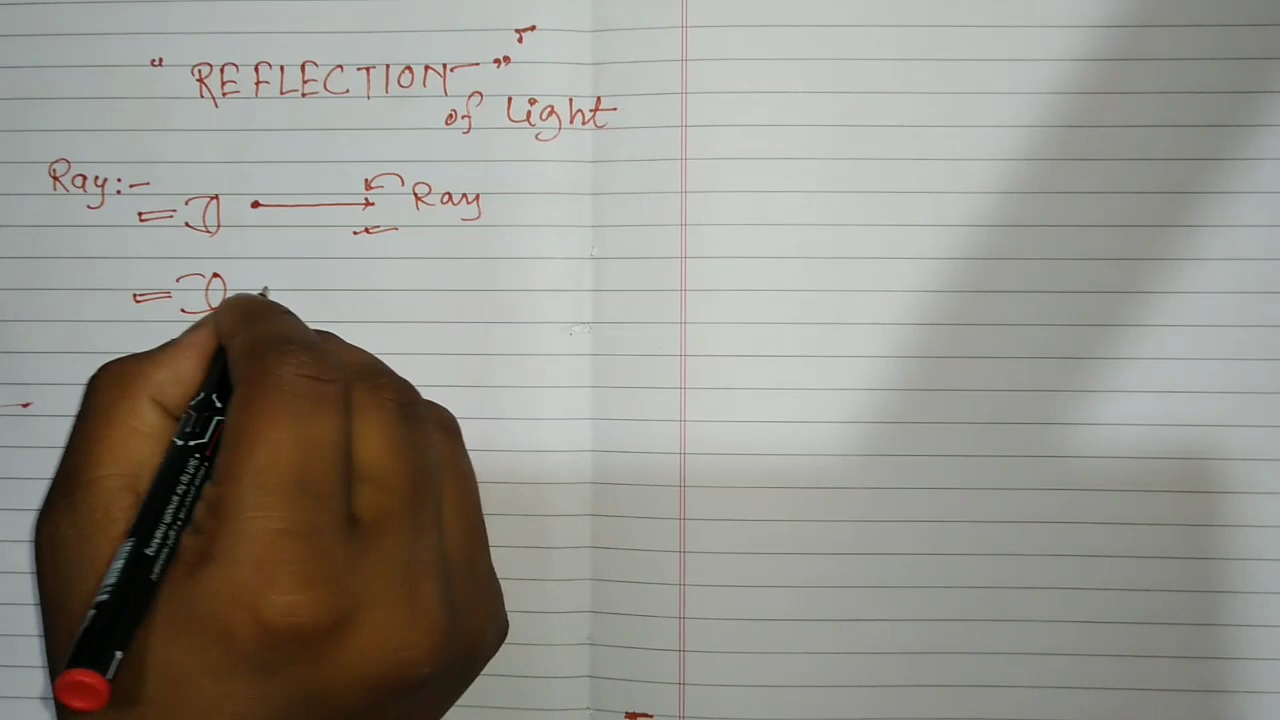 “ REFLECTION ”
of light
Ray:-
= D Ray
=